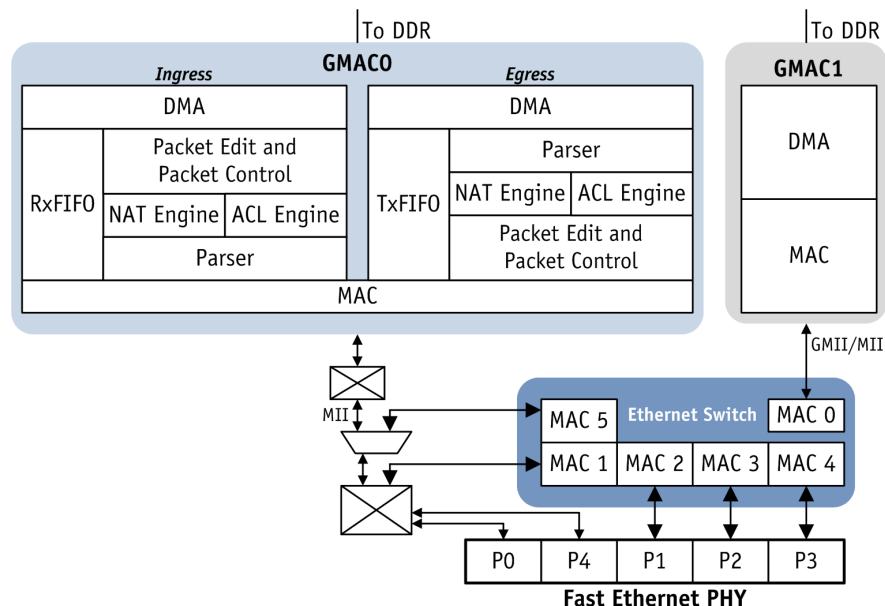 To DDR
To DDR
GMAC0
GMAC1
Ingress
Egress
DMA
DMA
RxFIFO
Packet Edit and
Packet Control
NAT Engine
ACL Engine
Parser
TxFIFO
Parser
NAT Engine
ACL Engine
Packet Edit and
Packet Control
MAC
DMA
MAC
GMII/MII
MII
Ethernet Switch
MAC 0
MAC 5
MAC 1
MAC 2
MAC 3
MAC 4
P0
P4
P1
P2
P3
Fast Ethernet PHY